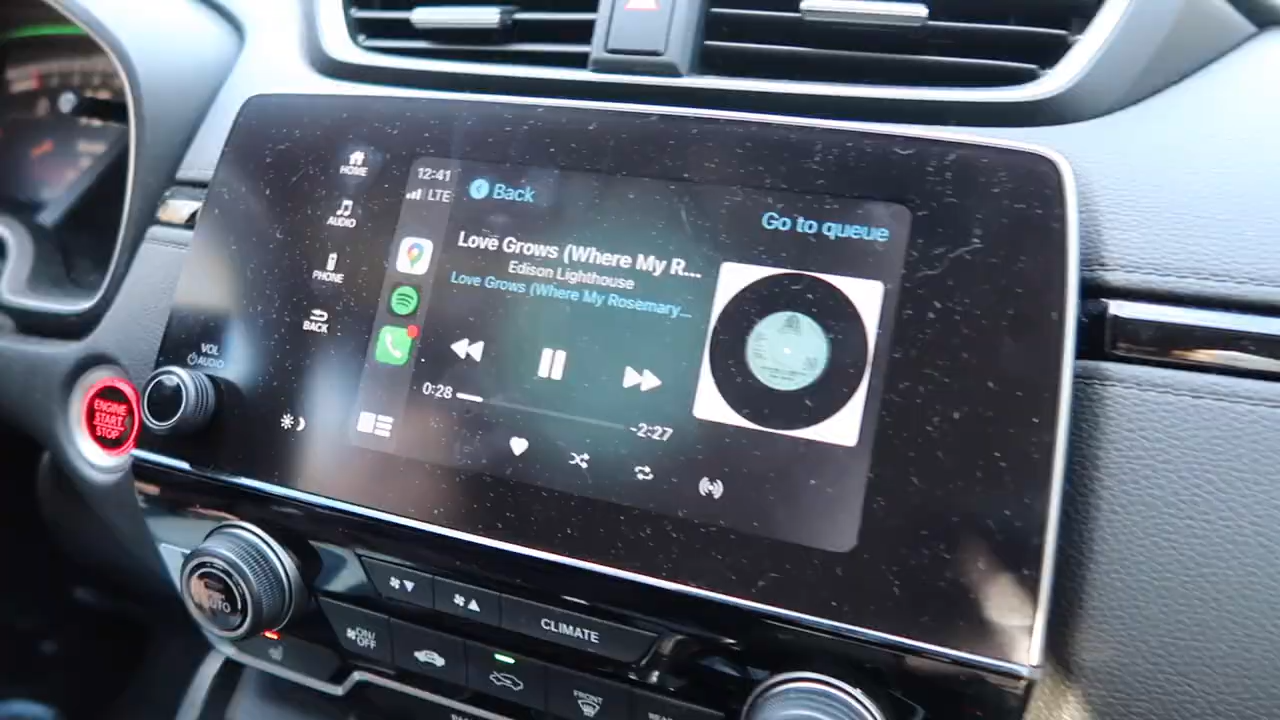 HOME
AUDIO
PHONE
BACK
VOL
AUDIO
ENGINE
START
STOP
12:41
LTE
Back
Go to queue
Love Grows (Where My R...
Edison Lighthouse
Love Grows (Where My Rosemary...
0:28
-2:27
AUTO
ON/
OFF
CLIMATE
FRONT